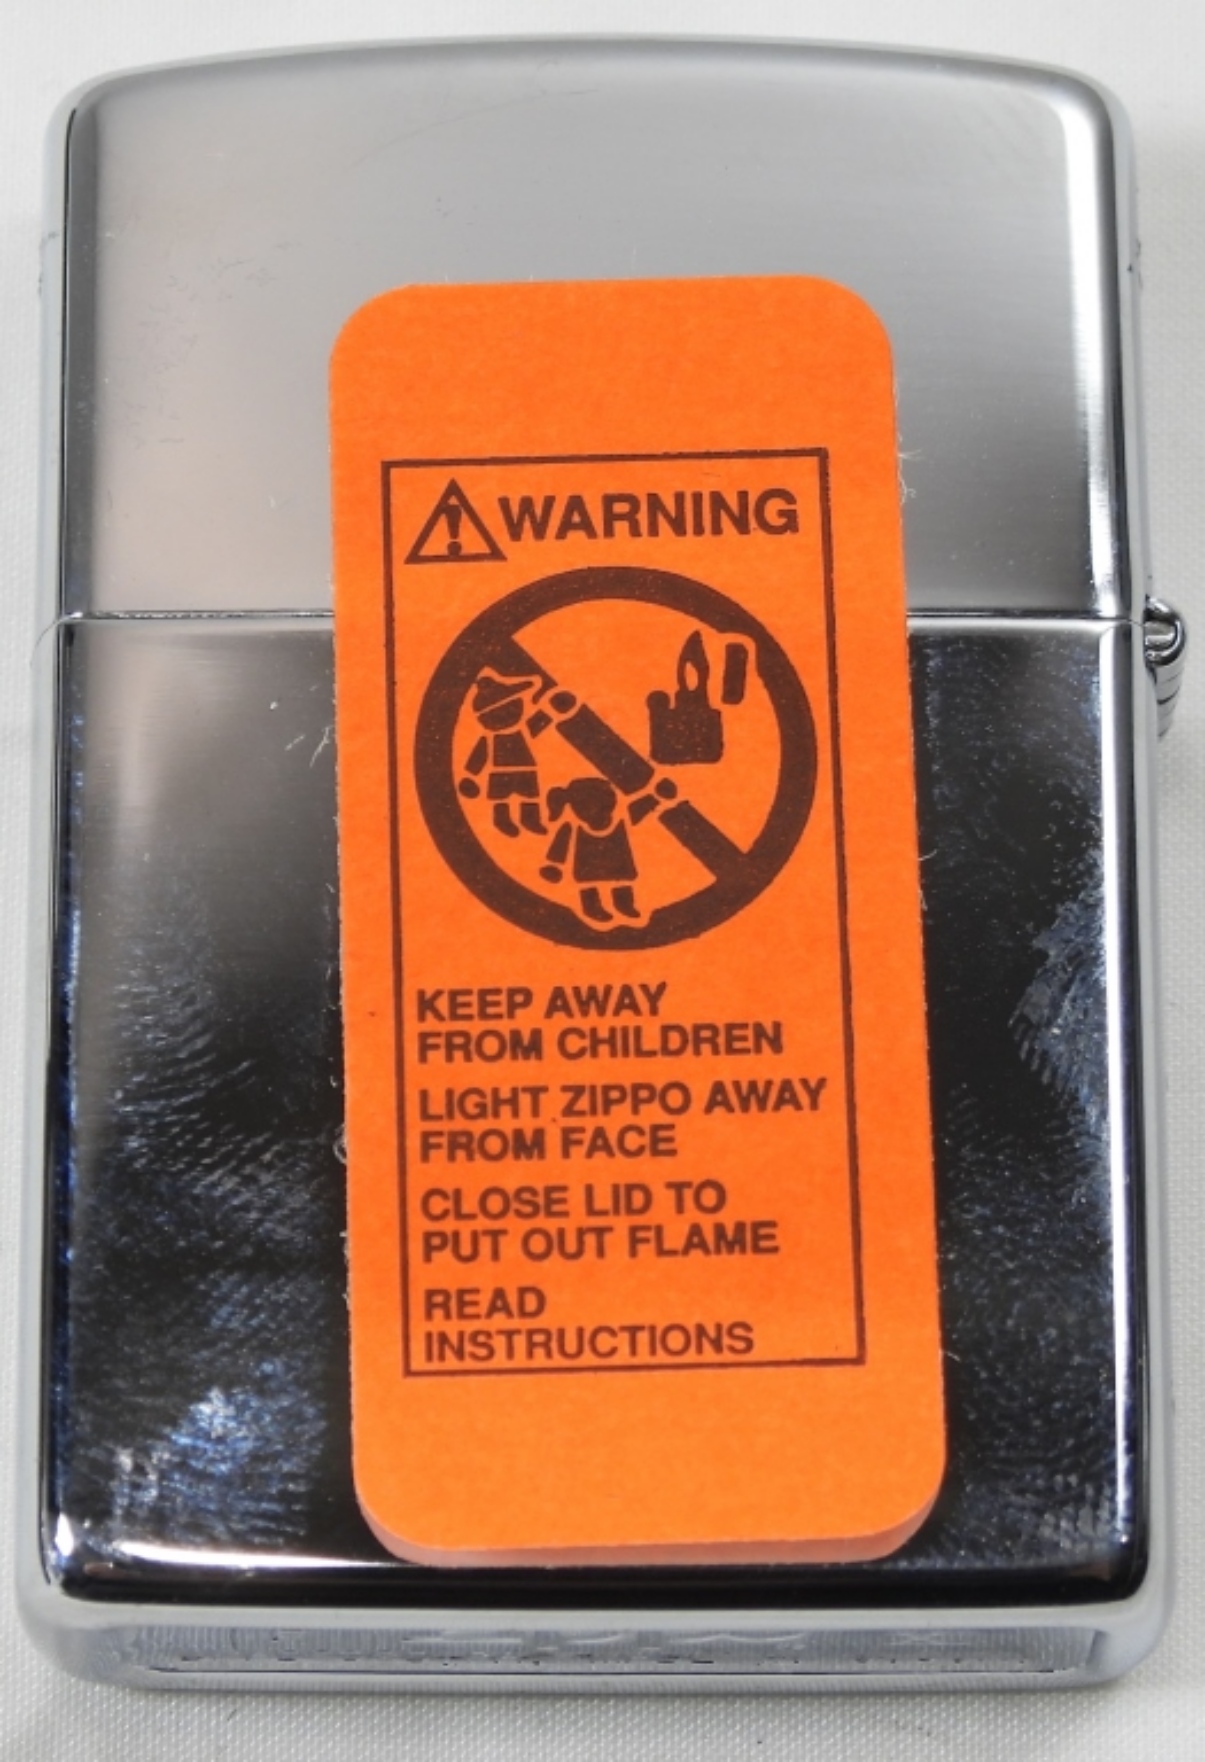 WARNING
KEEP AWAY
FROM CHILDREN
LIGHT ZIPPO AWAY
FROM FACE
CLOSE LID TO
PUT OUT FLAME
READ
INSTRUCTIONS